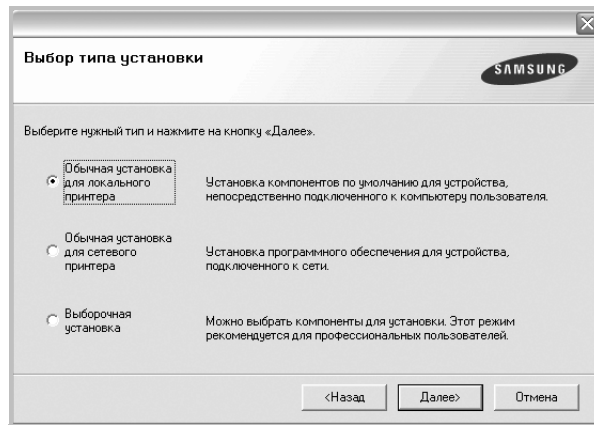 Выбор типа установки
SAMSUNG
Выберите нужный тип и нажмите на кнопку «Далее».
Обычная установка
для локального
принтера
Установка компонентов по умолчанию для устройства,
непосредственно подключенного к компьютеру пользователя.
Обычная установка
для сетевого
принтера
Установка программного обеспечения для устройства,
подключенного к сети.
Выборочная
установка
Можно выбрать компоненты для установки. Этот режим
рекомендуется для профессиональных пользователей.
<Назад
Далее>
Отмена